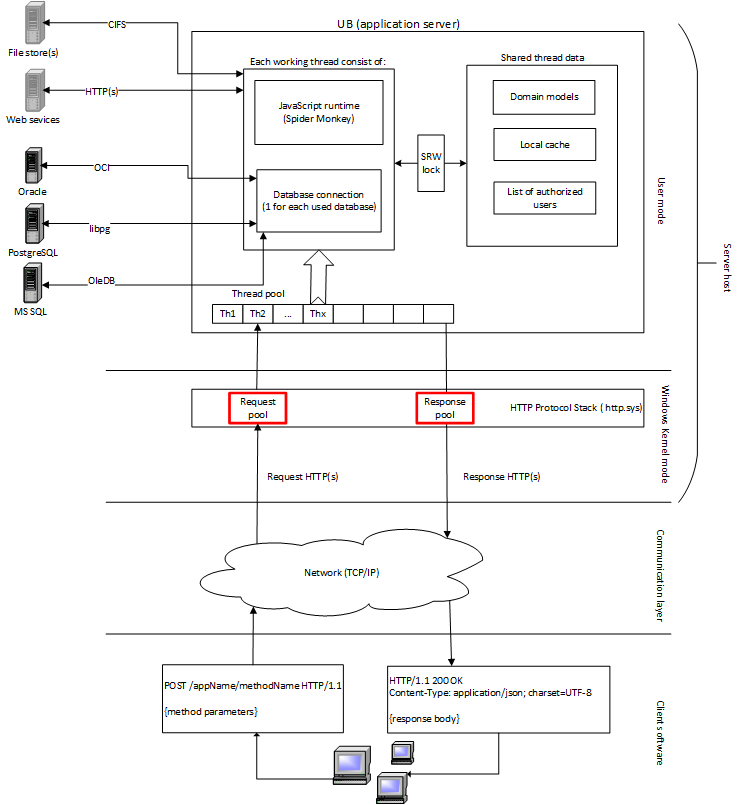 UB (application server)
CIFS
File store(s)
HTTP(s)
Web sevices
OCI
Oracle
libpg
PostgreSQL
OleDB
MS SQL
Each working thread consist of:
JavaScript runtime
(Spider Monkey)
Database connection
(1 for each used database)
SRW
lock
Shared thread data
Domain models
Local cache
List of authorized
users
Thread pool
Th1
Th2
...
Thx
User mode
Server host
Request
pool
Response
pool
HTTP Protocol Stack ( http.sys)
Windows Kernel mode
Request HTTP(s)
Response HTTP(s)
Network (TCP/IP)
Communication layer
POST /appName/methodName HTTP/1.1
{method parameters}
HTTP/1.1 200 OK
Content-Type: application/json; charset=UTF-8
{response body}
Client software